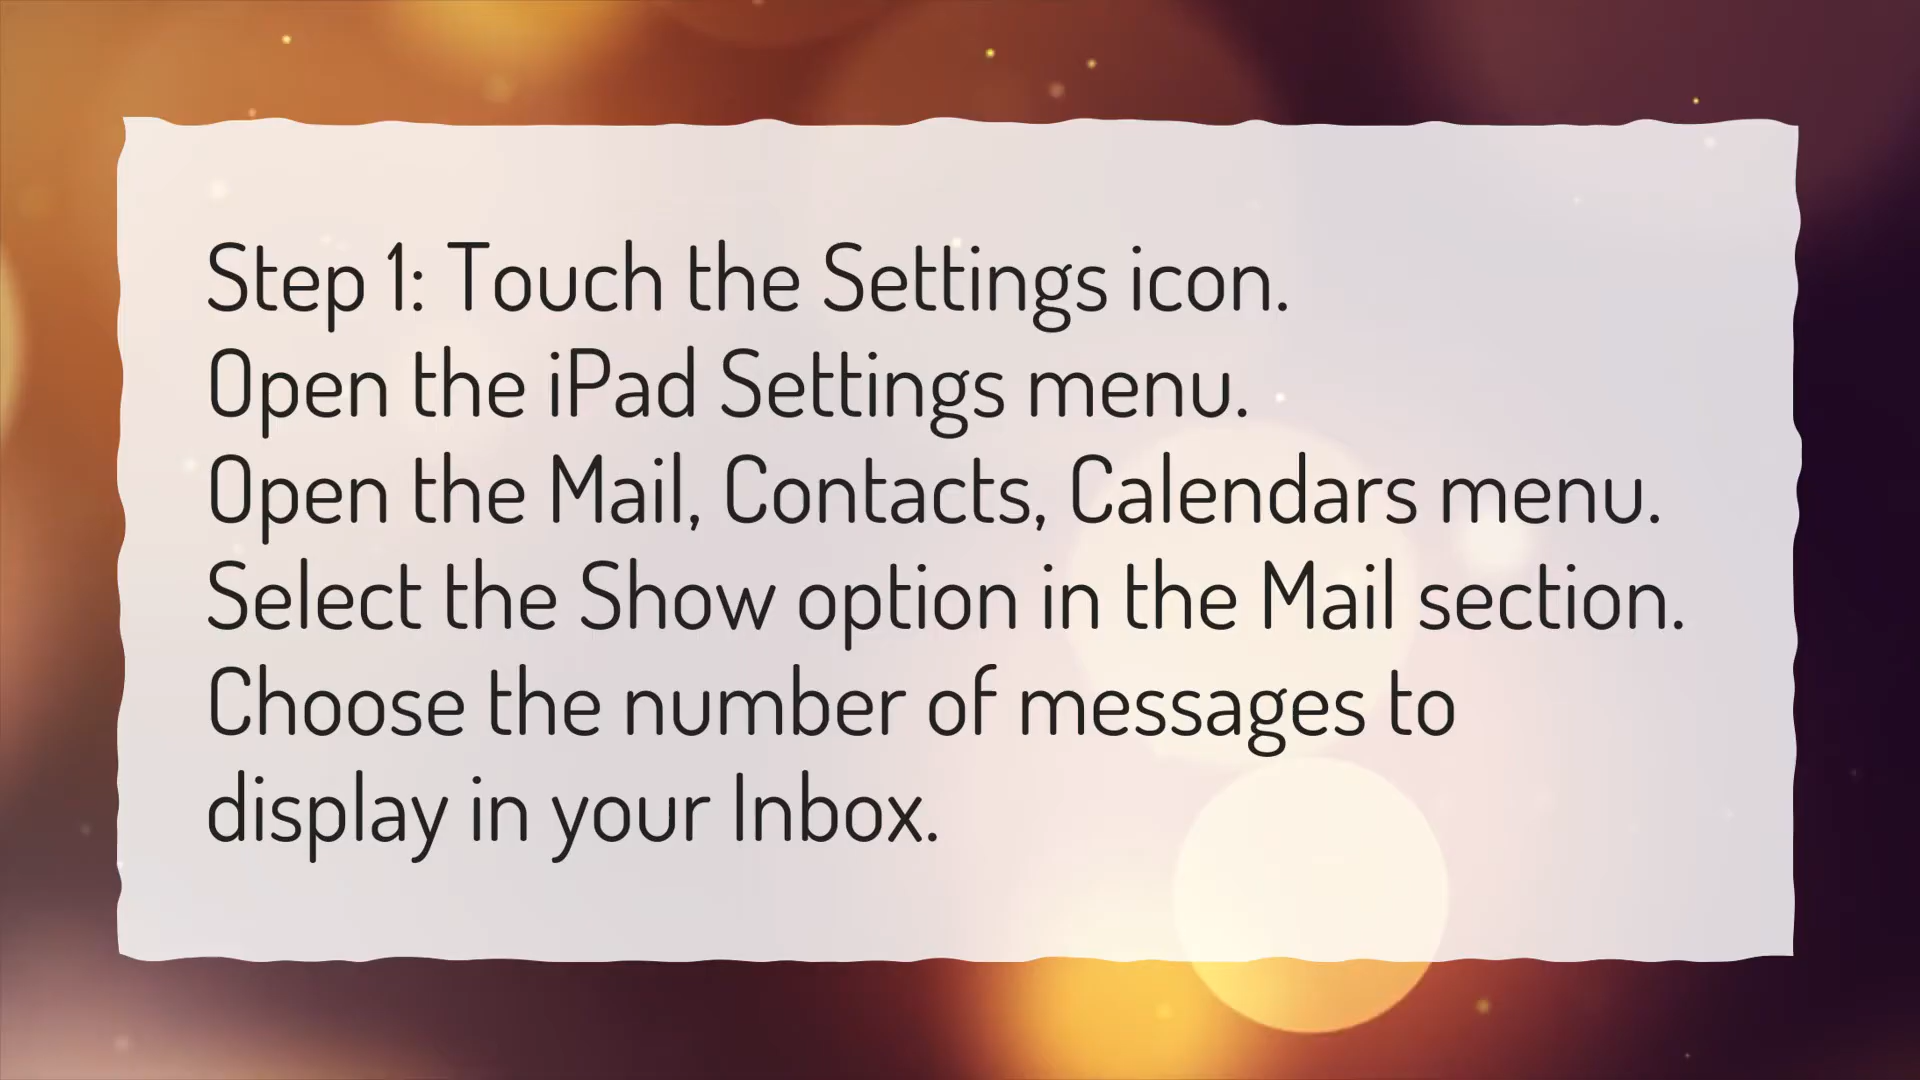 Step 1: Touch the Settings icon.
Open the iPad Settings menu.
Open the Mail, Contacts, Calendars menu.
Select the Show option in the Mail section.
Choose the number of messages to
display in your Inbox.